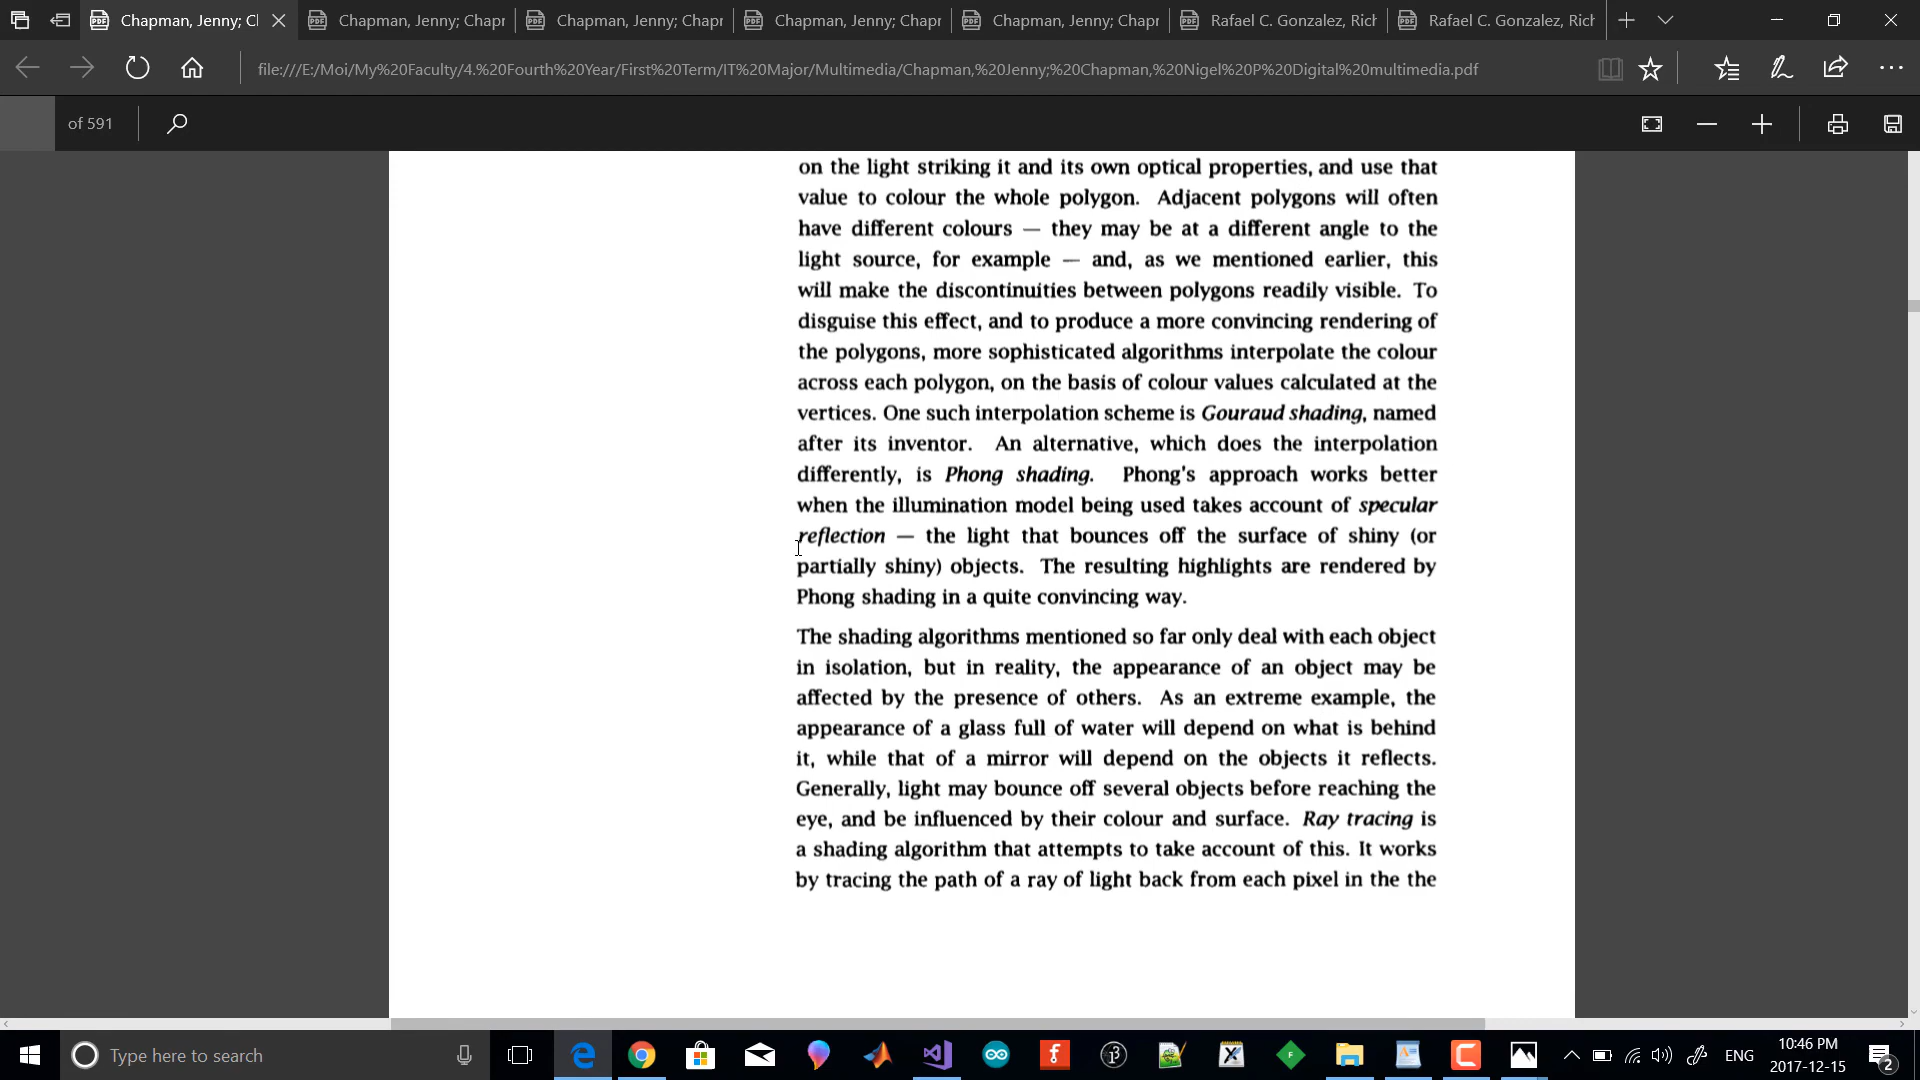 Chapman, Jenny; Cl
Chapman, Jenny; Chapr
Chapman, Jenny; Chapr
Chapman, Jenny; Chapr
Chapman, Jenny; Chapr
Rafael C. Gonzalez, Rich
Rafael C. Gonzalez, Rich
file:///E:/Moi/My%20Faculty/4.%20Fourth%20Year/First%20Term/IT%20Major/Multimedia/Chapman,%20Jenny;%20Chapman,%20Nigel%20P%20Digital%20multimedia.pdf
of 591
on the light striking it and its own optical properties, and use that
value to colour the whole polygon. Adjacent polygons will often
have different colours — they may be at a different angle to the
light source, for example — and, as we mentioned earlier, this
will make the discontinuities between polygons readily visible. To
disguise this effect, and to produce a more convincing rendering of
the polygons, more sophisticated algorithms interpolate the colour
across each polygon, on the basis of colour values calculated at the
vertices. One such interpolation scheme is Gouraud shading, named
after its inventor. An alternative, which does the interpolation
differently, is Phong shading. Phong's approach works better
when the illumination model being used takes account of specular
reflection — the light that bounces off the surface of shiny (or
partially shiny) objects. The resulting highlights are rendered by
Phong shading in a quite convincing way.
The shading algorithms mentioned so far only deal with each object
in isolation, but in reality, the appearance of an object may be
affected by the presence of others. As an extreme example, the
appearance of a glass full of water will depend on what is behind
it, while that of a mirror will depend on the objects it reflects.
Generally, light may bounce off several objects before reaching the
eye, and be influenced by their colour and surface. Ray tracing is
a shading algorithm that attempts to take account of this. It works
by tracing the path of a ray of light back from each pixel in the the
Type here to search
ENG
10:46 PM
2017-12-15
2